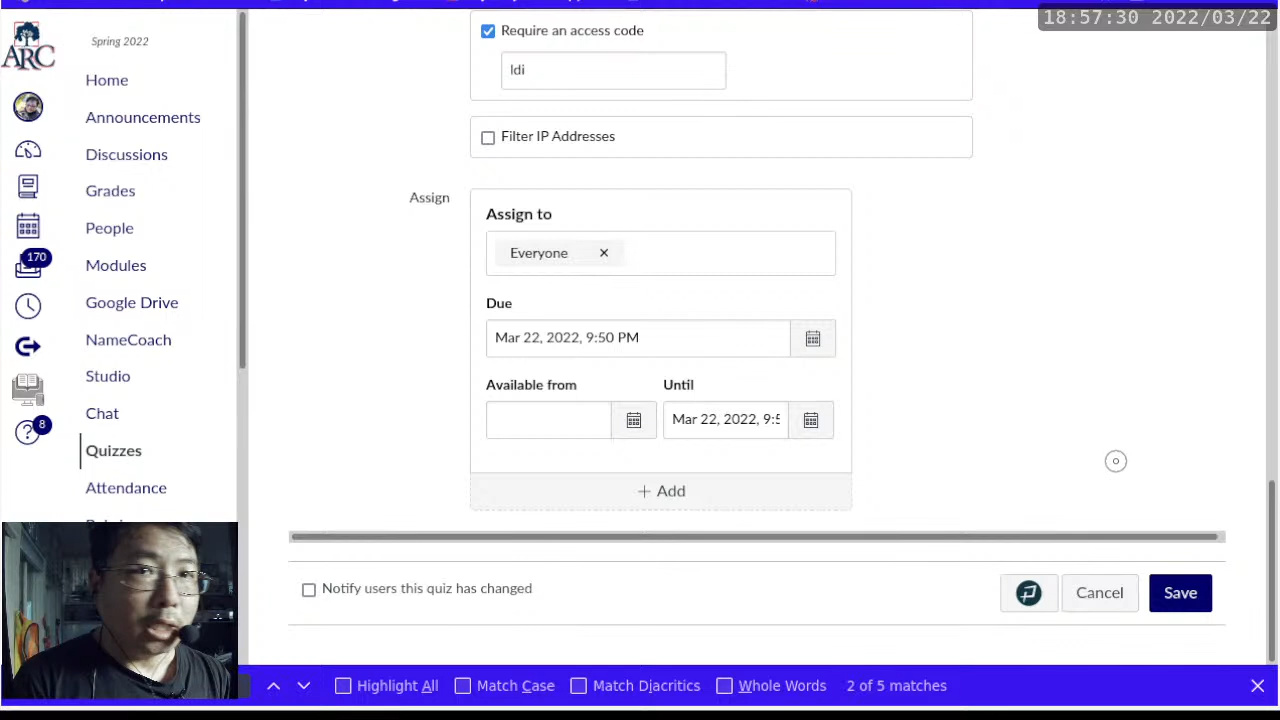 18:57:30 2022/03/22
ARC
Spring 2022
Home
Announcements
Discussions
Grades
People
Modules
Google Drive
NameCoach
Studio
Chat
Quizzes
Attendance
170
8
Require an access code
ldi
Filter IP Addresses
Assign
Assign to
Everyone ×
Due
Mar 22, 2022, 9:50 PM
Available from
Until
Mar 22, 2022, 9:5
+ Add
Notify users this quiz has changed
Cancel
Save
Highlight All
Match Case
Match Diacritics
Whole Words
2 of 5 matches